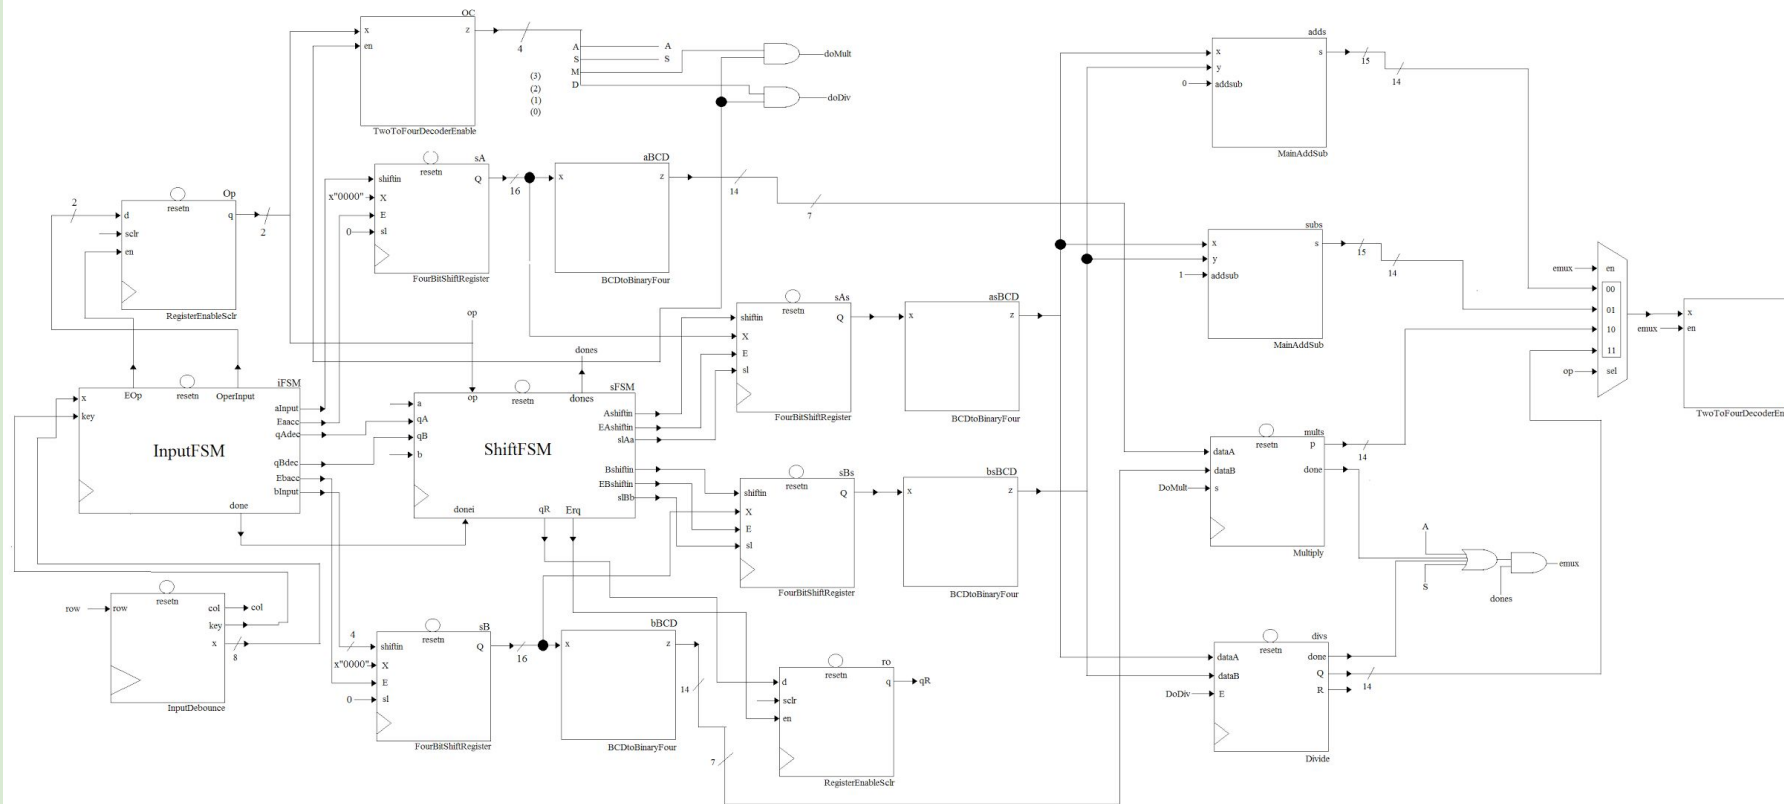 OC
x
z
en
4
A
A
S
S
M
D
(3)
(2)
(1)
(0)
doMult
doDiv
TwoToFourDecoderEnable
adds
x
s
y
15
14
0
addsub
MainAddSub
sA
resetn
shiftin
Q
16
x"0000"
X
E
0
sl
FourBitShiftRegister
aBCD
x
z
14
7
BCDtoBinaryFour
Op
resetn
2
d
q
2
sclr
en
RegisterEnableSclr
subs
x
s
y
15
14
1
addsub
MainAddSub
emux
en
00
01
10
11
op
sel
x
emux
en
TwoToFourDecoderEn
sAs
resetn
shiftin
Q
X
E
sl
FourBitShiftRegister
asBCD
x
z
BCDtoBinaryFour
op
dones
iFSM
EOp
resetn
OperInput
x
key
aInput
Eaacc
qAdec
InputFSM
qBdec
Ebacc
bInput
done
sFSM
op
resetn
dones
a
qA
qB
b
Ashiftin
EAshiftin
slAa
ShiftFSM
Bshiftin
EBshiftin
slBb
donei
qR
Erq
sBs
resetn
shiftin
Q
X
E
sl
FourBitShiftRegister
bsBCD
x
z
BCDtoBinaryFour
mults
resetn
p
dataA
14
dataB
done
DoMult
s
Multiply
A
S
emux
dones
resetn
row
row
col
col
key
x
8
InputDebounce
sB
resetn
4
shiftin
Q
16
x"0000"
X
E
0
sl
FourBitShiftRegister
bBCD
x
z
14
7
BCDtoBinaryFour
ro
resetn
d
q
qR
sclr
en
RegisterEnableSclr
divs
resetn
dataA
done
dataB
Q
14
DoDiv
E
R
Divide